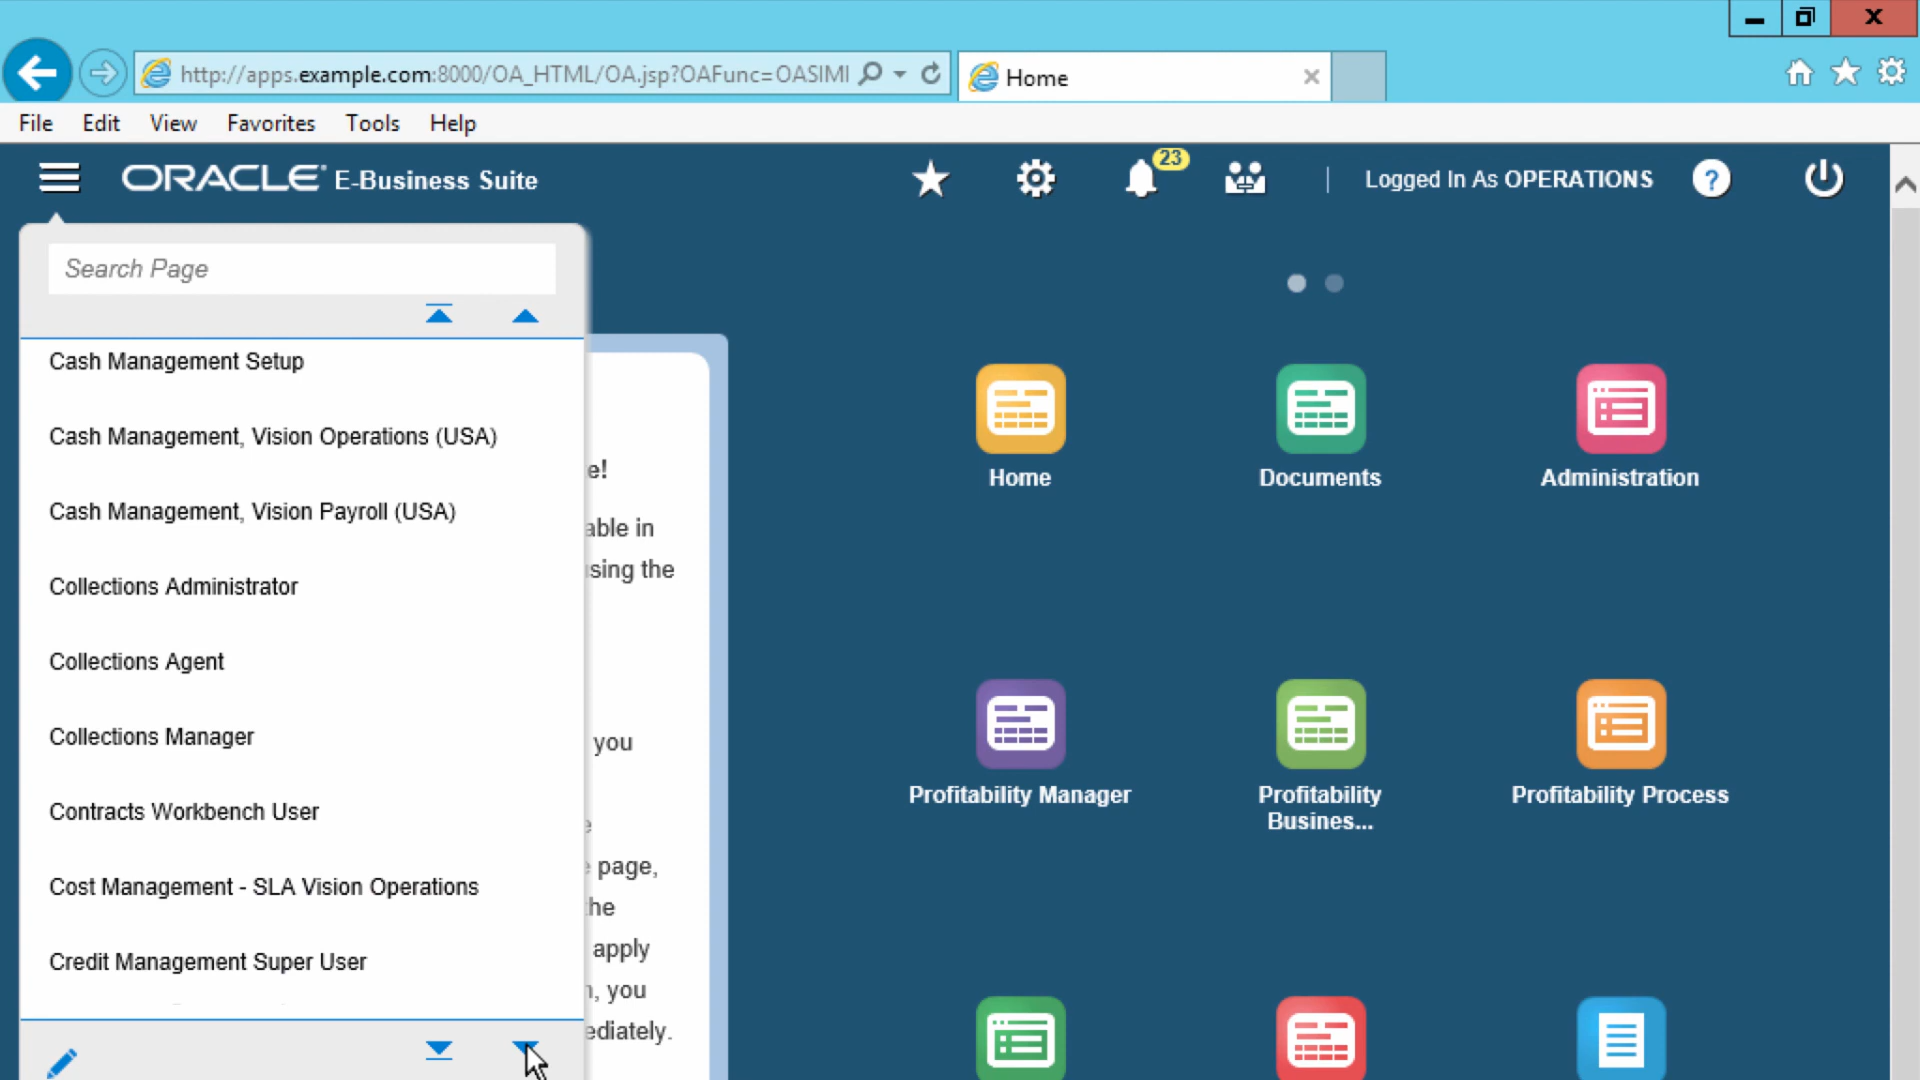 http://apps.example.com:8000/OA_HTML/OA.jsp?OAFunc=OASIMI
Home
File Edit View Favorites Tools Help
ORACLE E-Business Suite
23
Logged In As OPERATIONS
?
Search Page
Cash Management Setup
Cash Management, Vision Operations (USA)
Cash Management, Vision Payroll (USA)
Collections Administrator
Collections Agent
Collections Manager
Contracts Workbench User
Cost Management - SLA Vision Operations
Credit Management Super User
e!
able in
sing the
you
e
page,
he
apply
you
ediately.
Home
Documents
Administration
Profitability Manager
Profitability
Busines...
Profitability Process